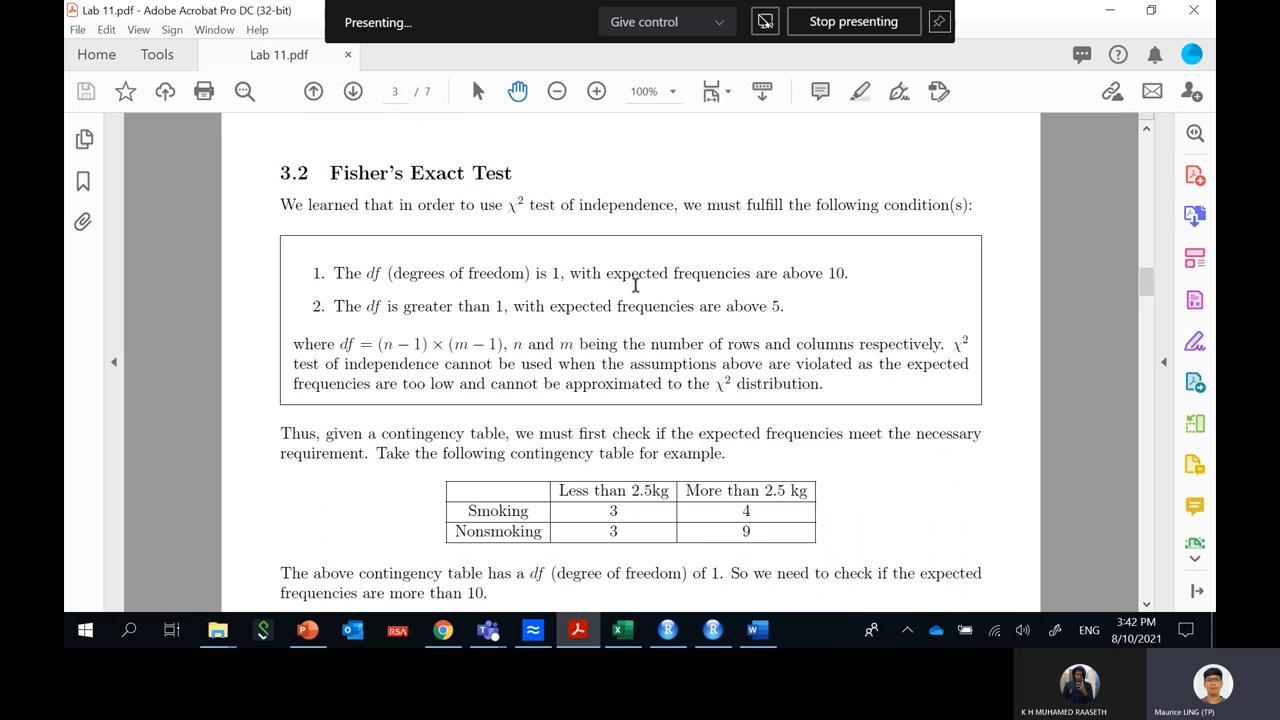 Lab 11.pdf - Adobe Acrobat Pro DC (32-bit)
Presenting...
Give control
Stop presenting
File Edit View Sign Window Help
Home Tools Lab 11.pdf ×
3 / 7 100%
3.2 Fisher's Exact Test
We learned that in order to use χ² test of independence, we must fulfill the following condition(s):
1. The df (degrees of freedom) is 1, with expected frequencies are above 10.
2. The df is greater than 1, with expected frequencies are above 5.
where df = (n − 1) × (m − 1), n and m being the number of rows and columns respectively. χ²
test of independence cannot be used when the assumptions above are violated as the expected
frequencies are too low and cannot be approximated to the χ² distribution.
Thus, given a contingency table, we must first check if the expected frequencies meet the necessary
requirement. Take the following contingency table for example.
Less than 2.5kg More than 2.5 kg
Smoking 3 4
Nonsmoking 3 9
The above contingency table has a df (degree of freedom) of 1. So we need to check if the expected
frequencies are more than 10.
RSA
ENG
3:42 PM
8/10/2021
K H MUHAMED RAASETH
Maurice LING (TP)